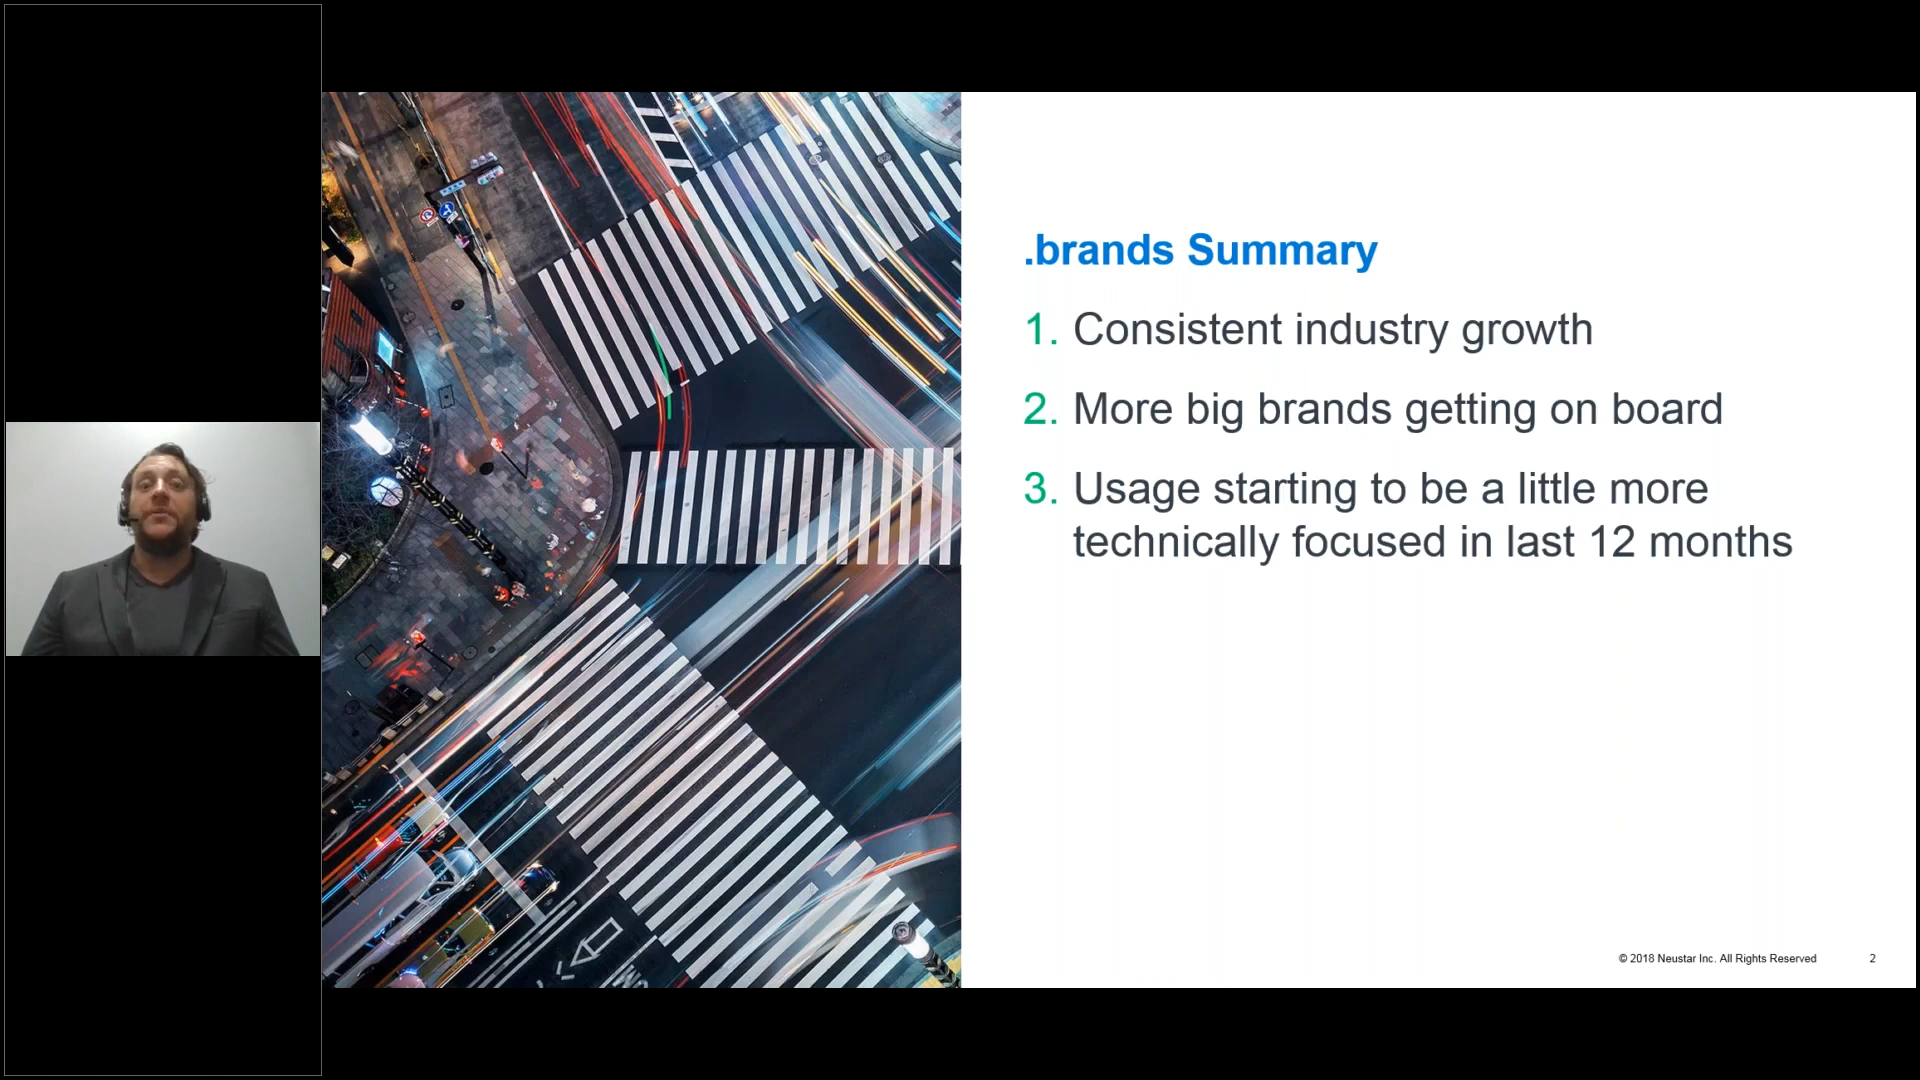 .brands Summary
1. Consistent industry growth
2. More big brands getting on board
3. Usage starting to be a little more
technically focused in last 12 months
© 2018 Neustar Inc. All Rights Reserved 2